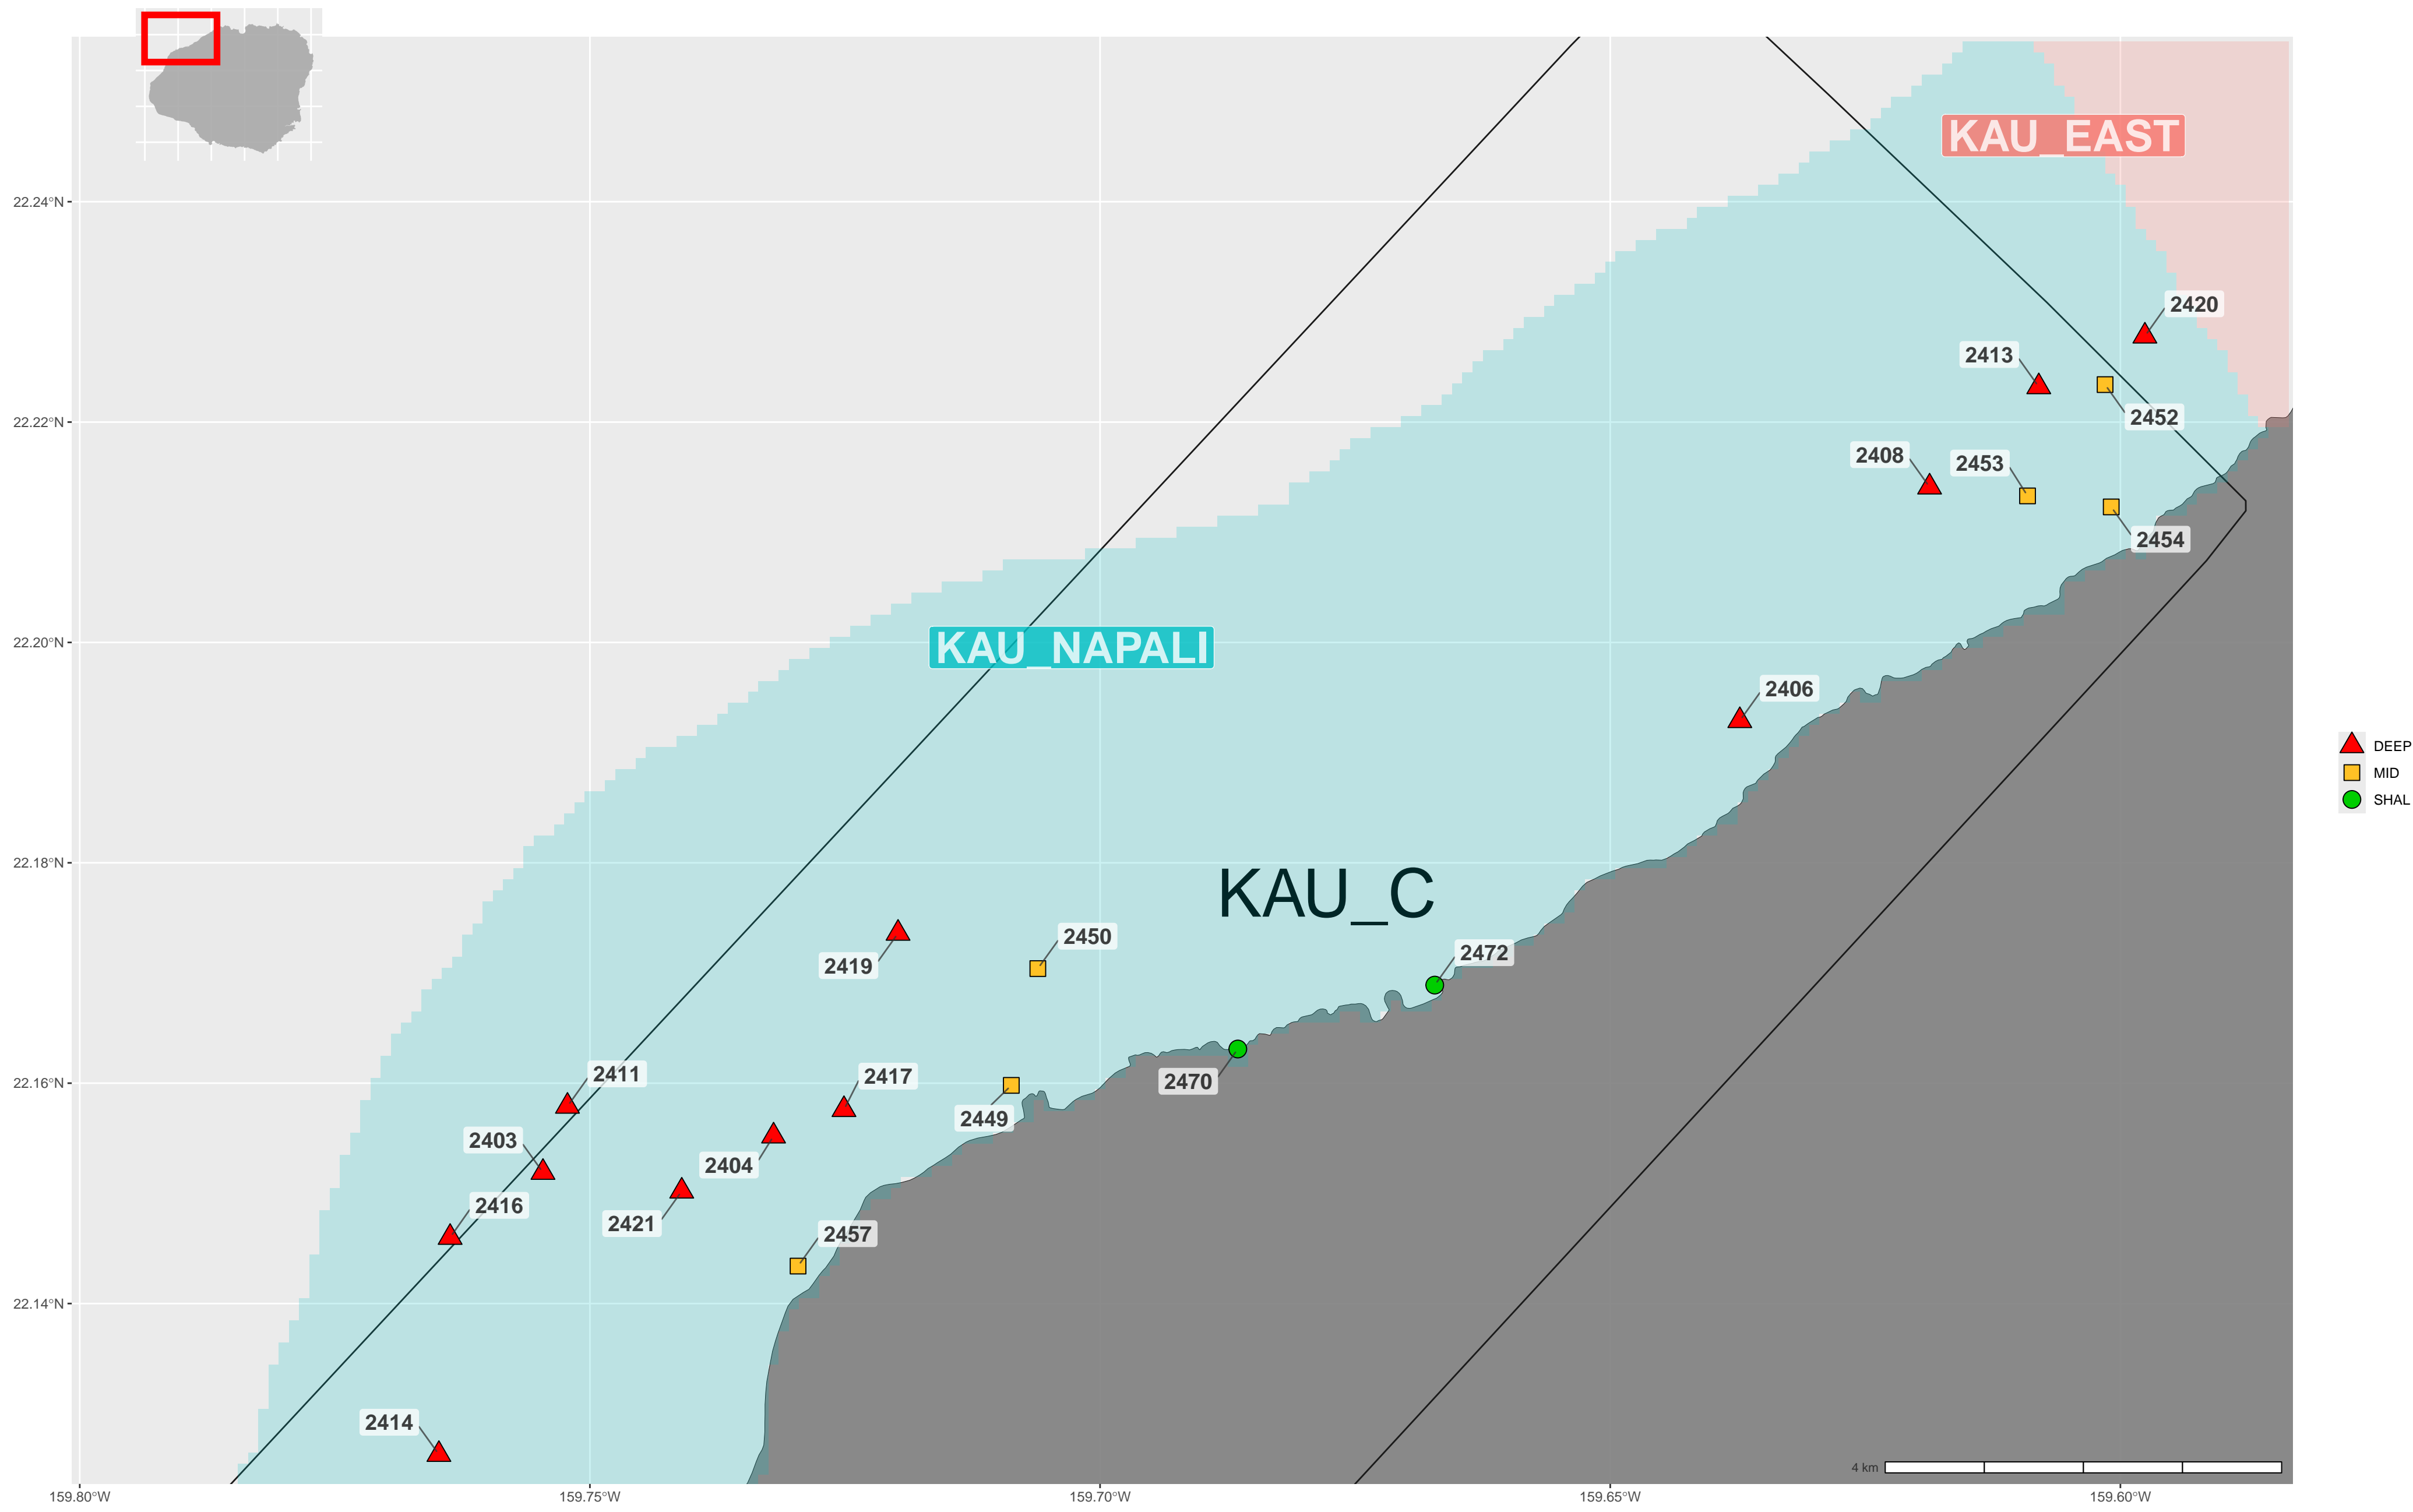 KAU_EAST
22.24°N
2420
2413
2452
22.22°N
2408
2453
2454
22.20°N
KAU_NAPALI
2406
DEEP
MID
SHAL
22.18°N
KAU_C
2450
2419
2472
2411
2417
22.16°N
2470
2449
2403
2404
2416
2421
2457
22.14°N
2414
4 km
159.80°W
159.75°W
159.70°W
159.65°W
159.60°W